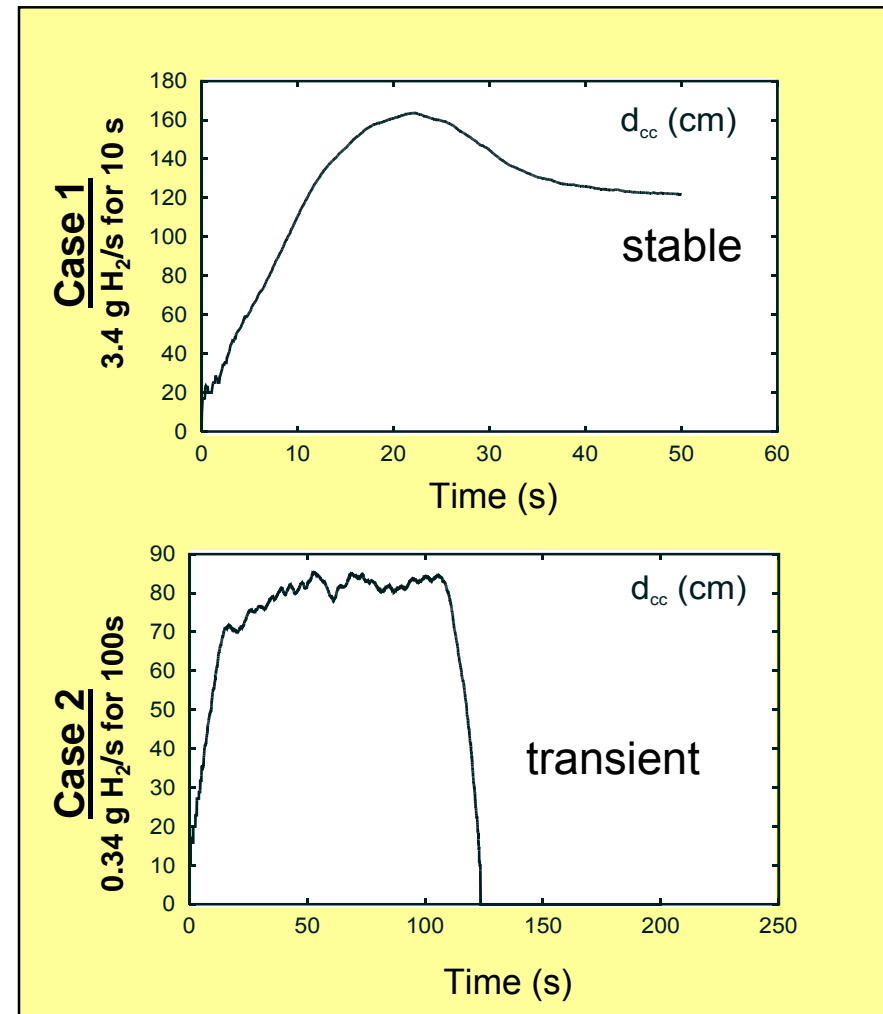 Case 1
3.4 g H₂/s for 10 s
180
160
140
120
100
80
60
40
20
0
d_cc (cm)
stable
0 10 20 30 40 50 60
Time (s)
Case 2
0.34 g H₂/s for 100s
90
80
70
60
50
40
30
20
10
0
d_cc (cm)
transient
0 50 100 150 200 250
Time (s)